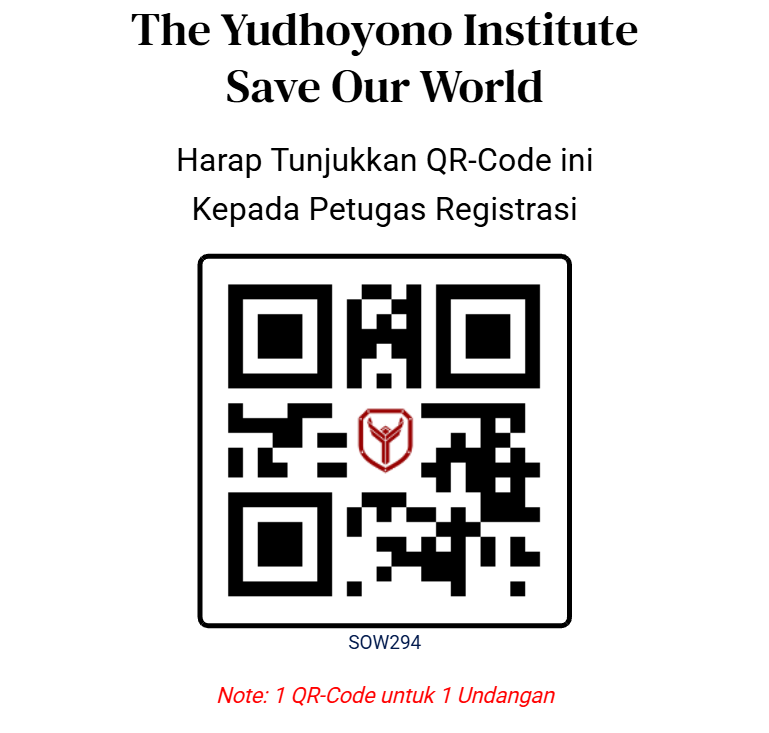 The Yudhoyono Institute
Save Our World
Harap Tunjukkan QR-Code ini
Kepada Petugas Registrasi
SOW294
Note: 1 QR-Code untuk 1 Undangan